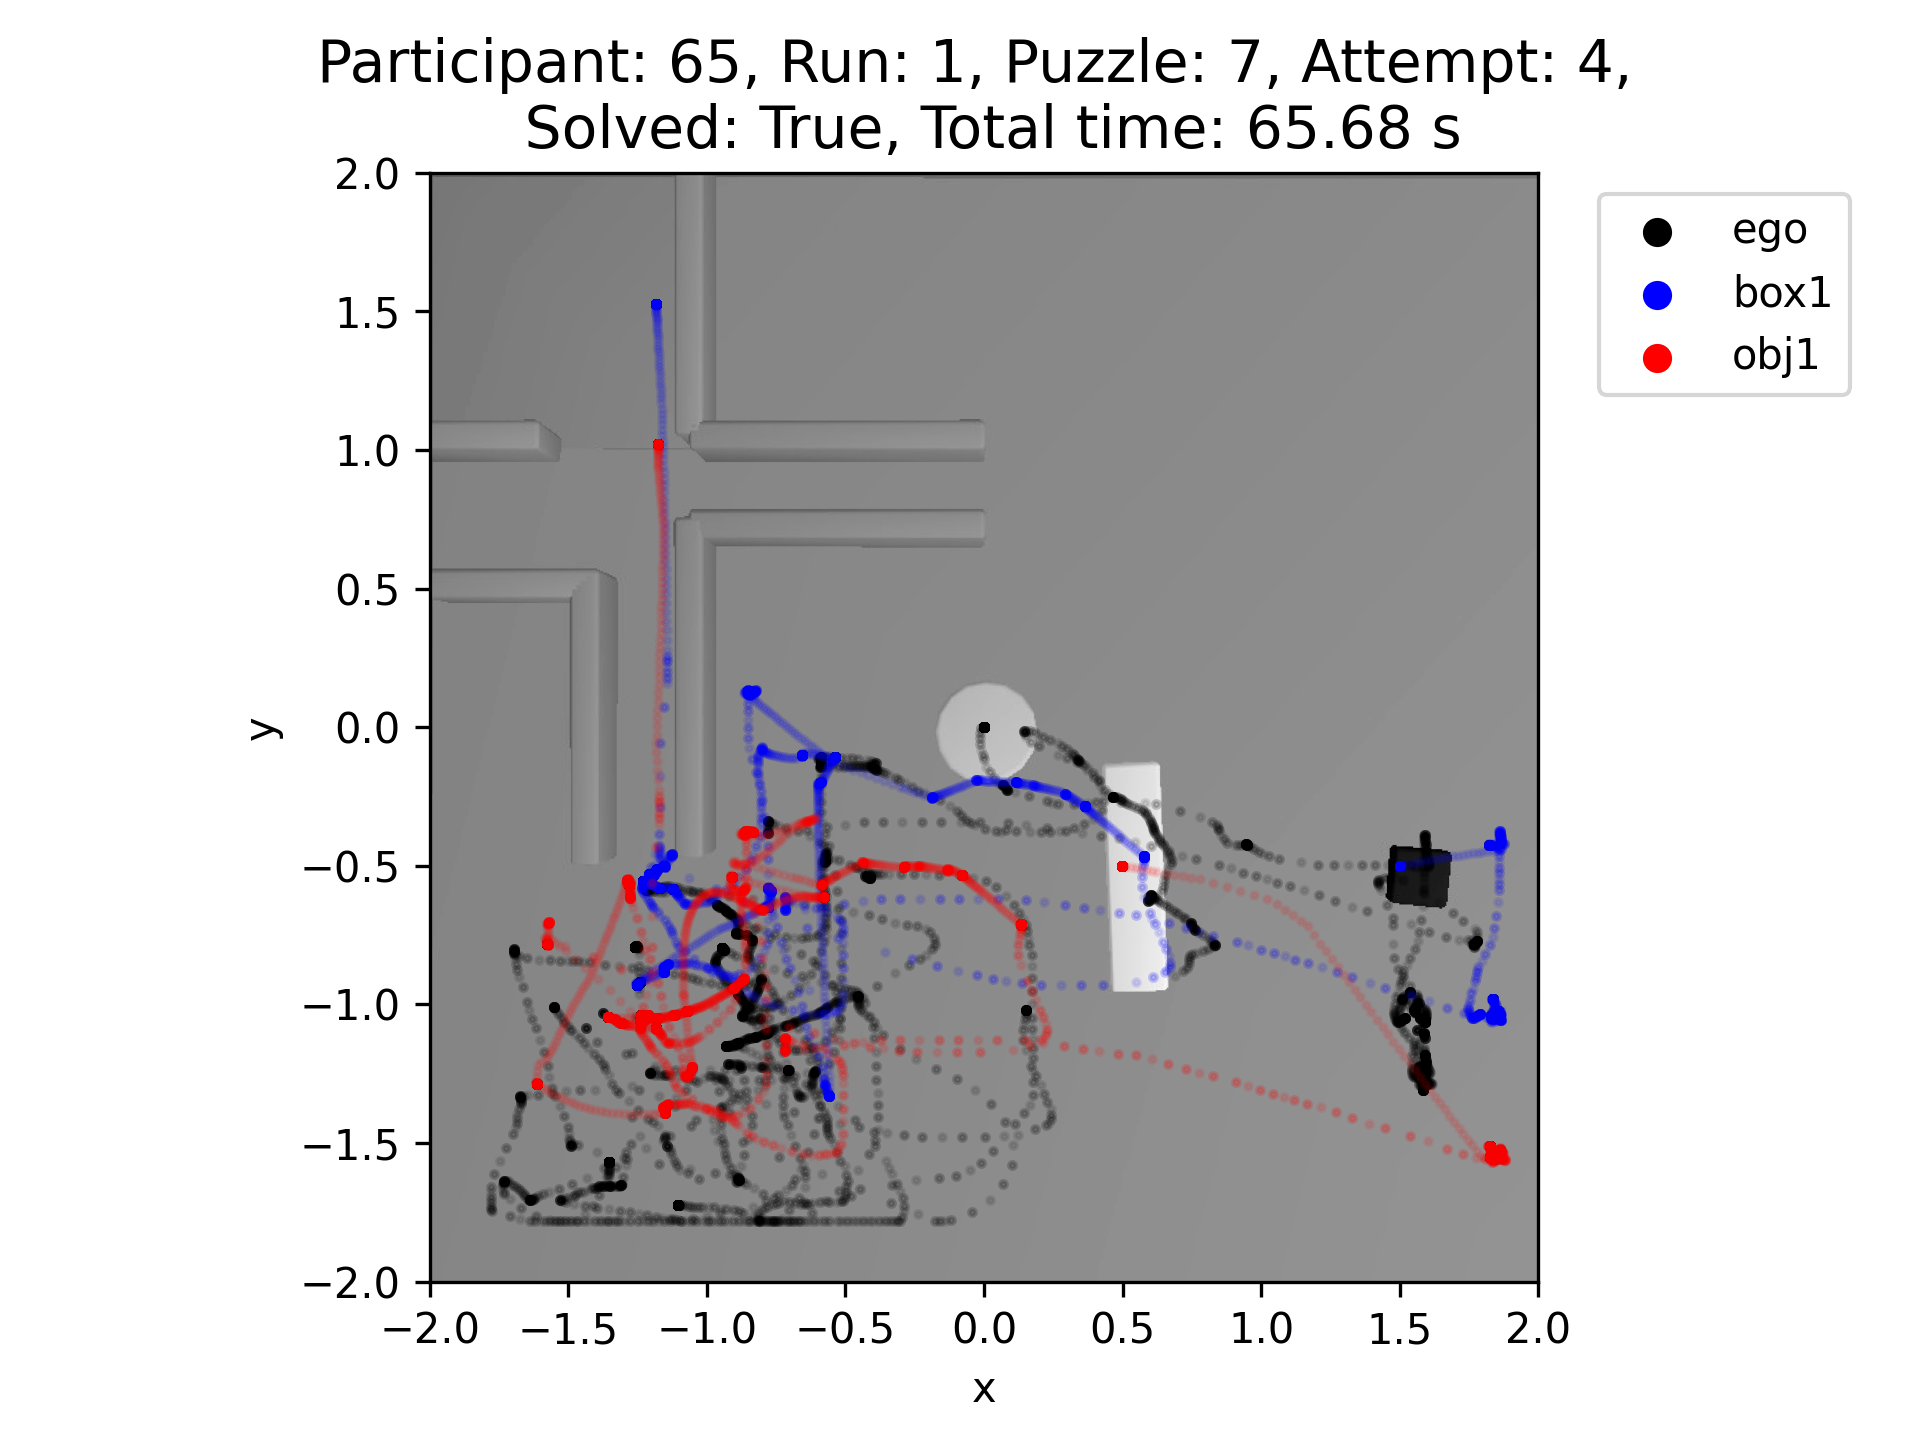 Participant: 65, Run: 1, Puzzle: 7, Attempt: 4,
Solved: True, Total time: 65.68 s
ego
box1
obj1
2.0
1.5
1.0
0.5
0.0
−0.5
−1.0
−1.5
−2.0
y
−2.0 −1.5 −1.0 −0.5 0.0 0.5 1.0 1.5 2.0
x